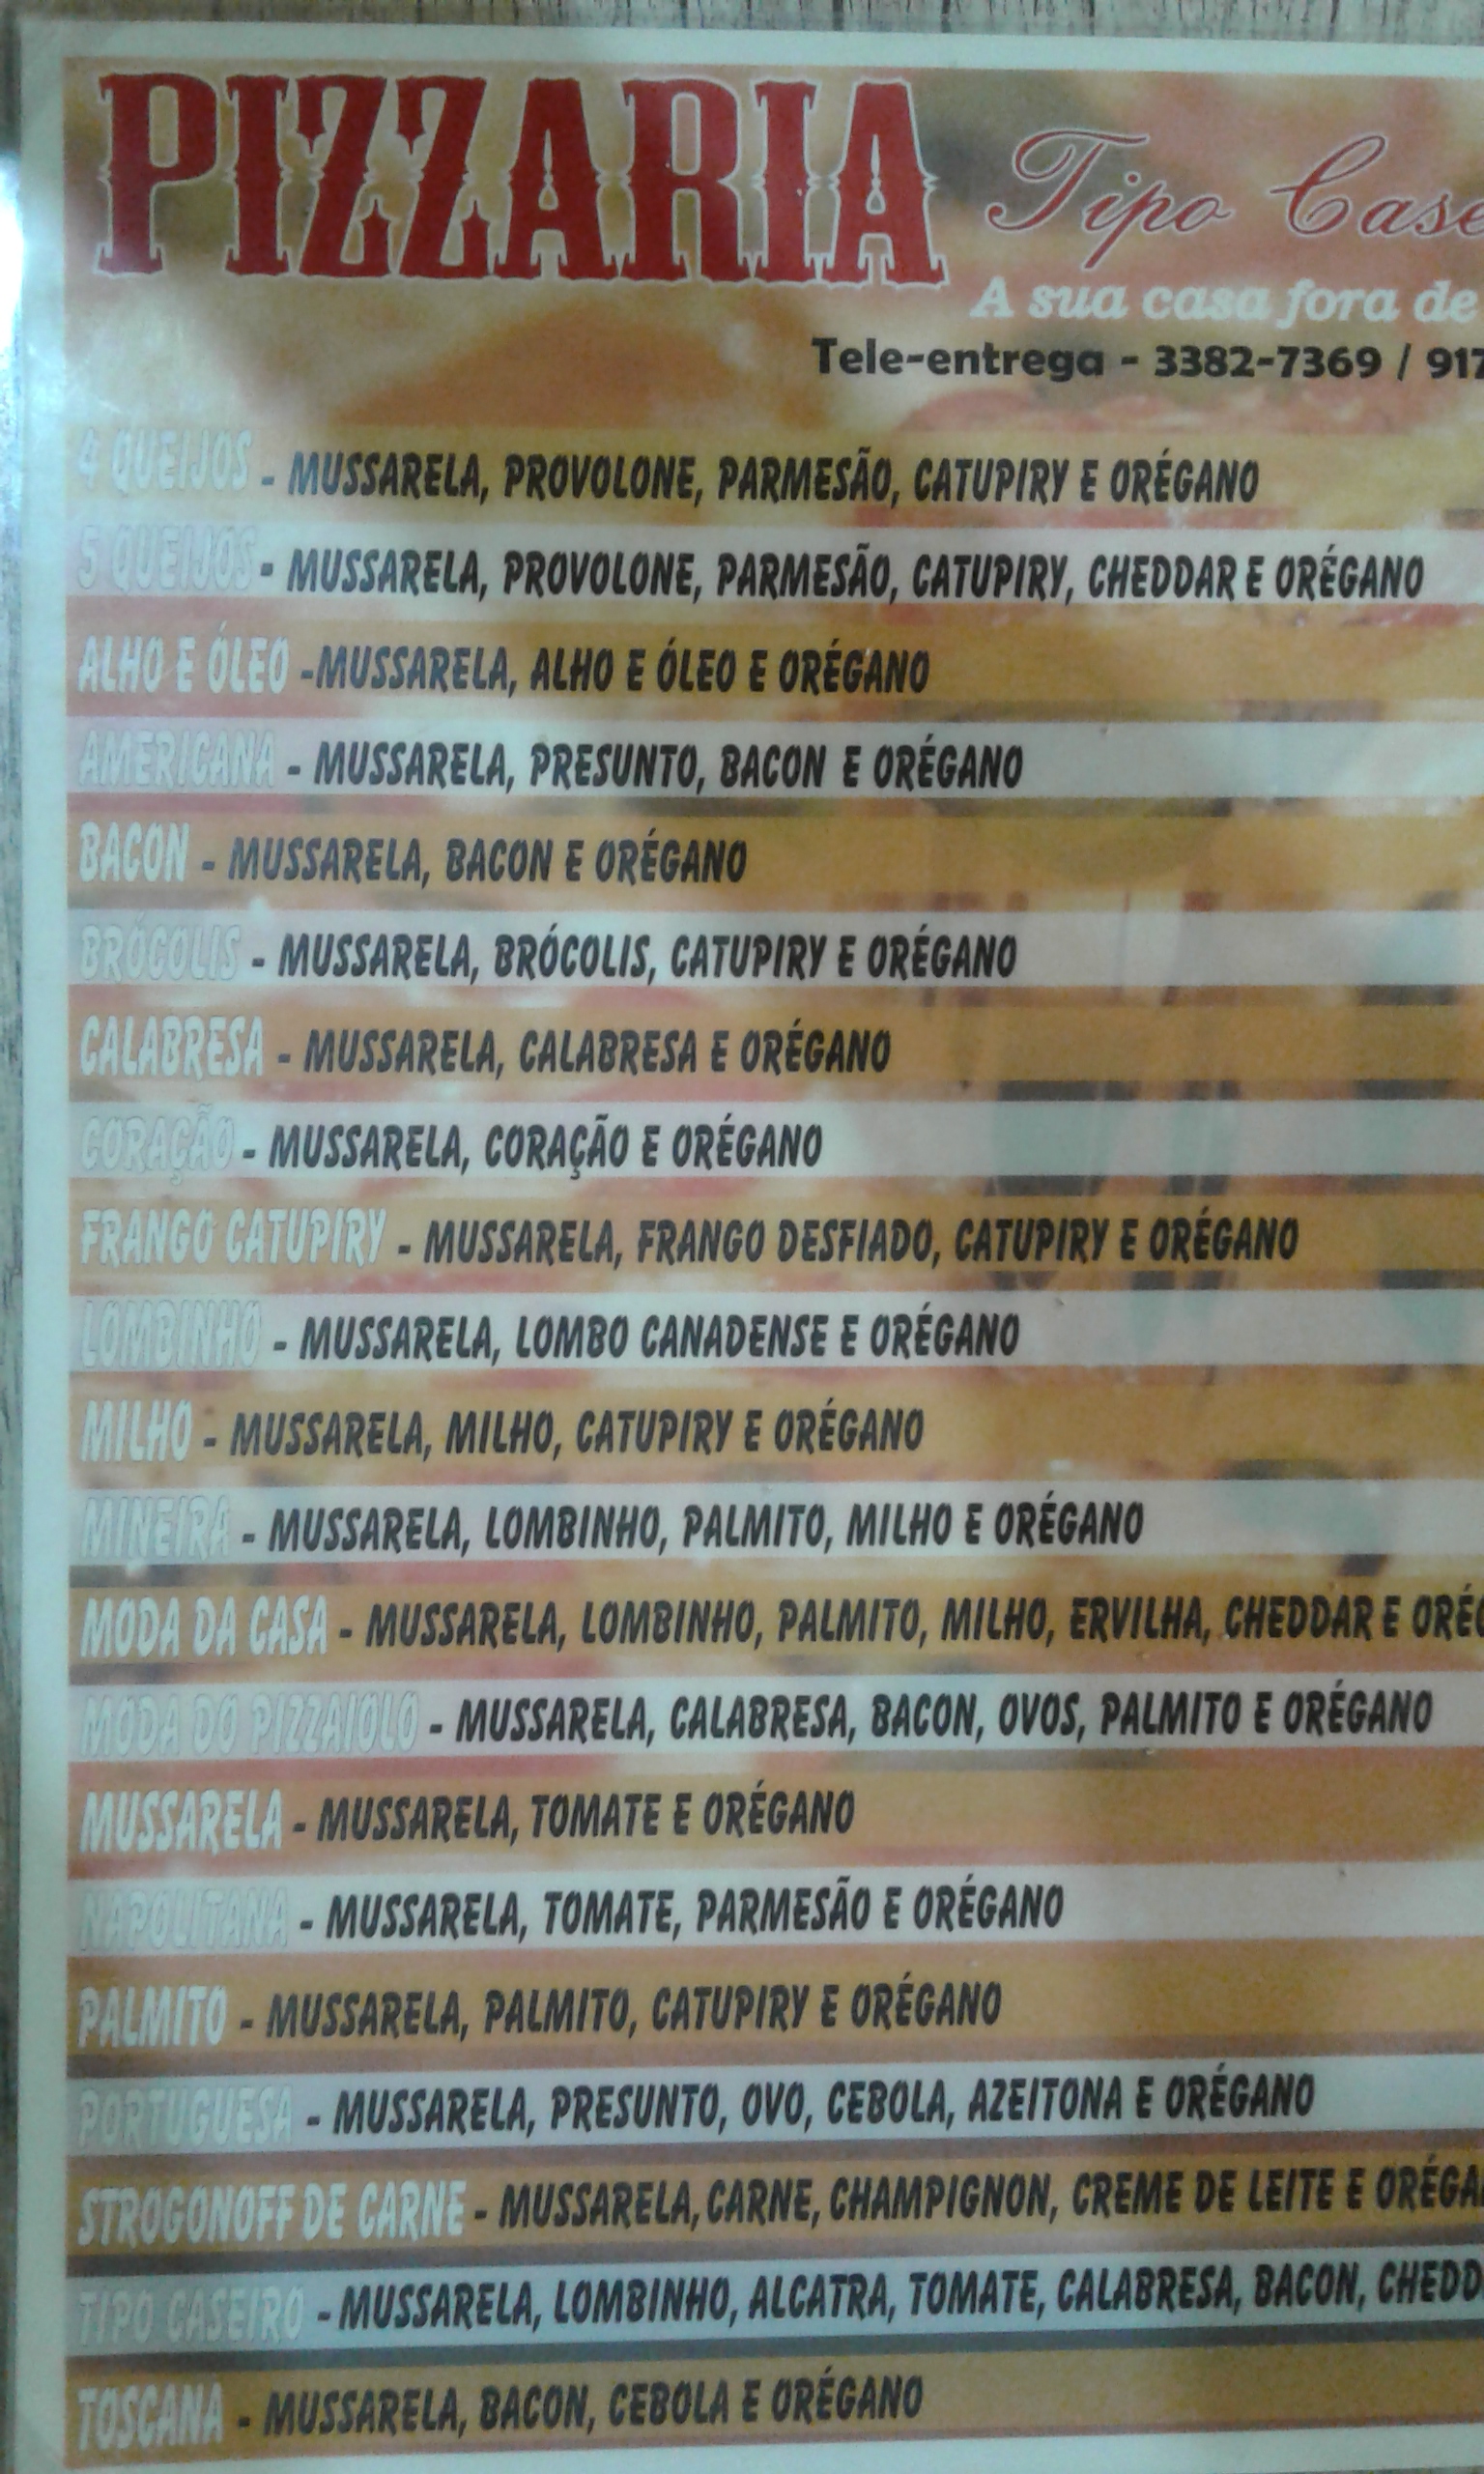 PIZZARIA Tipo Case
A sua casa fora de
Tele-entrega - 3382-7369 / 917
4 QUEIJOS - MUSSARELA, PROVOLONE, PARMESÃO, CATUPIRY E ORÉGANO
5 QUEIJOS - MUSSARELA, PROVOLONE, PARMESÃO, CATUPIRY, CHEDDAR E ORÉGANO
ALHO E ÓLEO -MUSSARELA, ALHO E ÓLEO E ORÉGANO
AMERICANA - MUSSARELA, PRESUNTO, BACON E ORÉGANO
BACON - MUSSARELA, BACON E ORÉGANO
BRÓCOLIS - MUSSARELA, BRÓCOLIS, CATUPIRY E ORÉGANO
CALABRESA - MUSSARELA, CALABRESA E ORÉGANO
CORAÇÃO - MUSSARELA, CORAÇÃO E ORÉGANO
FRANGO CATUPIRY - MUSSARELA, FRANGO DESFIADO, CATUPIRY E ORÉGANO
LOMBINHO - MUSSARELA, LOMBO CANADENSE E ORÉGANO
MILHO - MUSSARELA, MILHO, CATUPIRY E ORÉGANO
MINEIRA - MUSSARELA, LOMBINHO, PALMITO, MILHO E ORÉGANO
MODA DA CASA - MUSSARELA, LOMBINHO, PALMITO, MILHO, ERVILHA, CHEDDAR E ORÉG
MODA DO PIZZAIOLO - MUSSARELA, CALABRESA, BACON, OVOS, PALMITO E ORÉGANO
MUSSARELA - MUSSARELA, TOMATE E ORÉGANO
NAPOLITANA - MUSSARELA, TOMATE, PARMESÃO E ORÉGANO
PALMITO - MUSSARELA, PALMITO, CATUPIRY E ORÉGANO
PORTUGUESA - MUSSARELA, PRESUNTO, OVO, CEBOLA, AZEITONA E ORÉGANO
STROGONOFF DE CARNE - MUSSARELA, CARNE, CHAMPIGNON, CREME DE LEITE E ORÉGA
TIPO CASEIRO - MUSSARELA, LOMBINHO, ALCATRA, TOMATE, CALABRESA, BACON, CHEDD
TOSCANA - MUSSARELA, BACON, CEBOLA E ORÉGANO